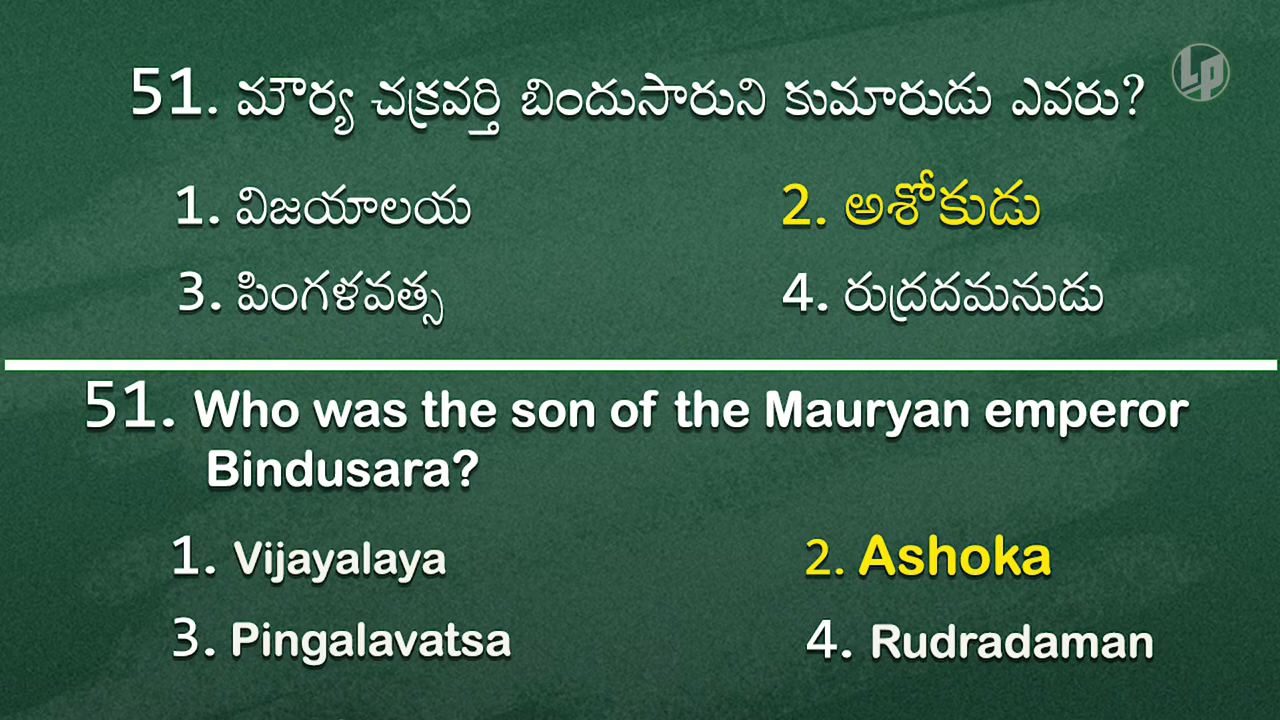 51. మౌర్య చక్రవర్తి బిందుసారుని కుమారుడు ఎవరు?
LP
1. విజయాలయ 2. అశోకుడు
3. పింగళవత్స 4. రుద్రదమనుడు
51. Who was the son of the Mauryan emperor
Bindusara?
1. Vijayalaya 2. Ashoka
3. Pingalavatsa 4. Rudradaman